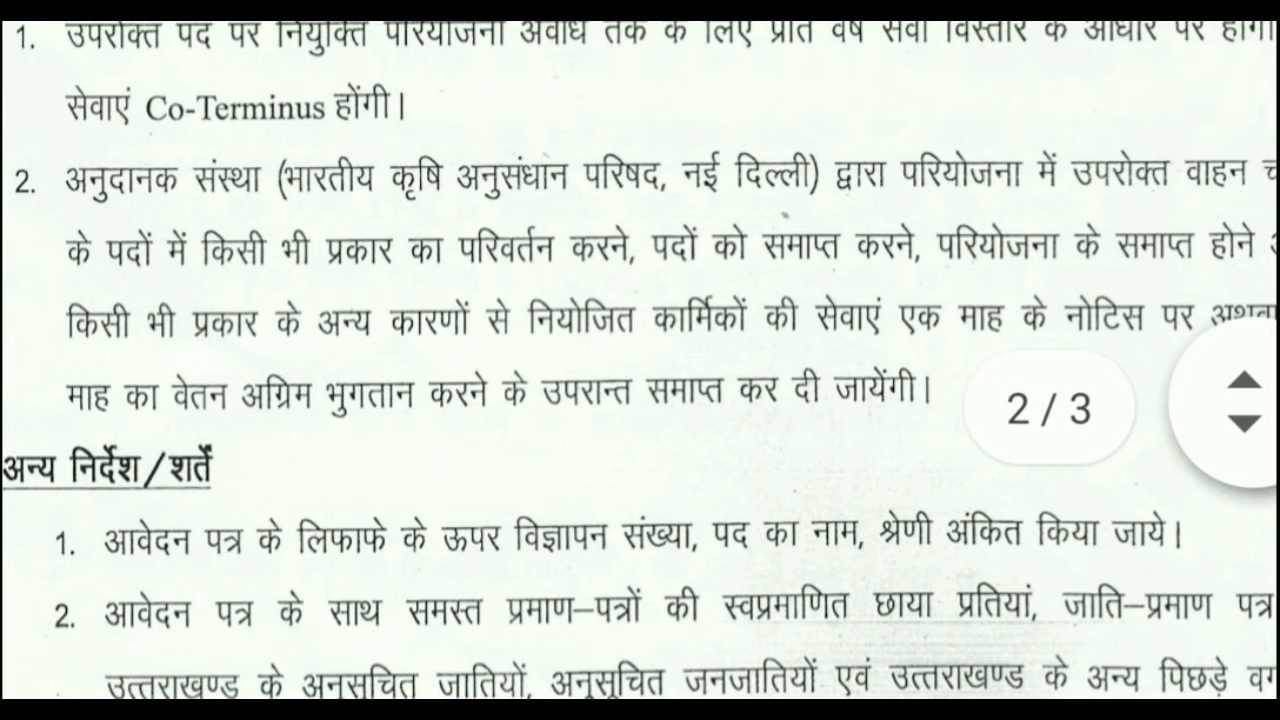 1. उपरोक्त पद पर नियुक्ति परियोजना अवधि तक के लिए प्रति वर्ष सेवा विस्तार के आधार पर होगी
सेवाएं Co-Terminus होंगी।
2. अनुदानक संस्था (भारतीय कृषि अनुसंधान परिषद, नई दिल्ली) द्वारा परियोजना में उपरोक्त वाहन
के पदों में किसी भी प्रकार का परिवर्तन करने, पदों को समाप्त करने, परियोजना के समाप्त होने
किसी भी प्रकार के अन्य कारणों से नियोजित कार्मिकों की सेवाएं एक माह के नोटिस पर अथवा
माह का वेतन अग्रिम भुगतान करने के उपरान्त समाप्त कर दी जायेंगी।
2 / 3
अन्य निर्देश/शर्तें
1. आवेदन पत्र के लिफाफे के ऊपर विज्ञापन संख्या, पद का नाम, श्रेणी अंकित किया जाये।
2. आवेदन पत्र के साथ समस्त प्रमाण–पत्रों की स्वप्रमाणित छाया प्रतियां, जाति–प्रमाण पत्र
उत्तराखण्ड के अनुसूचित जातियों, अनुसूचित जनजातियों एवं उत्तराखण्ड के अन्य पिछड़े